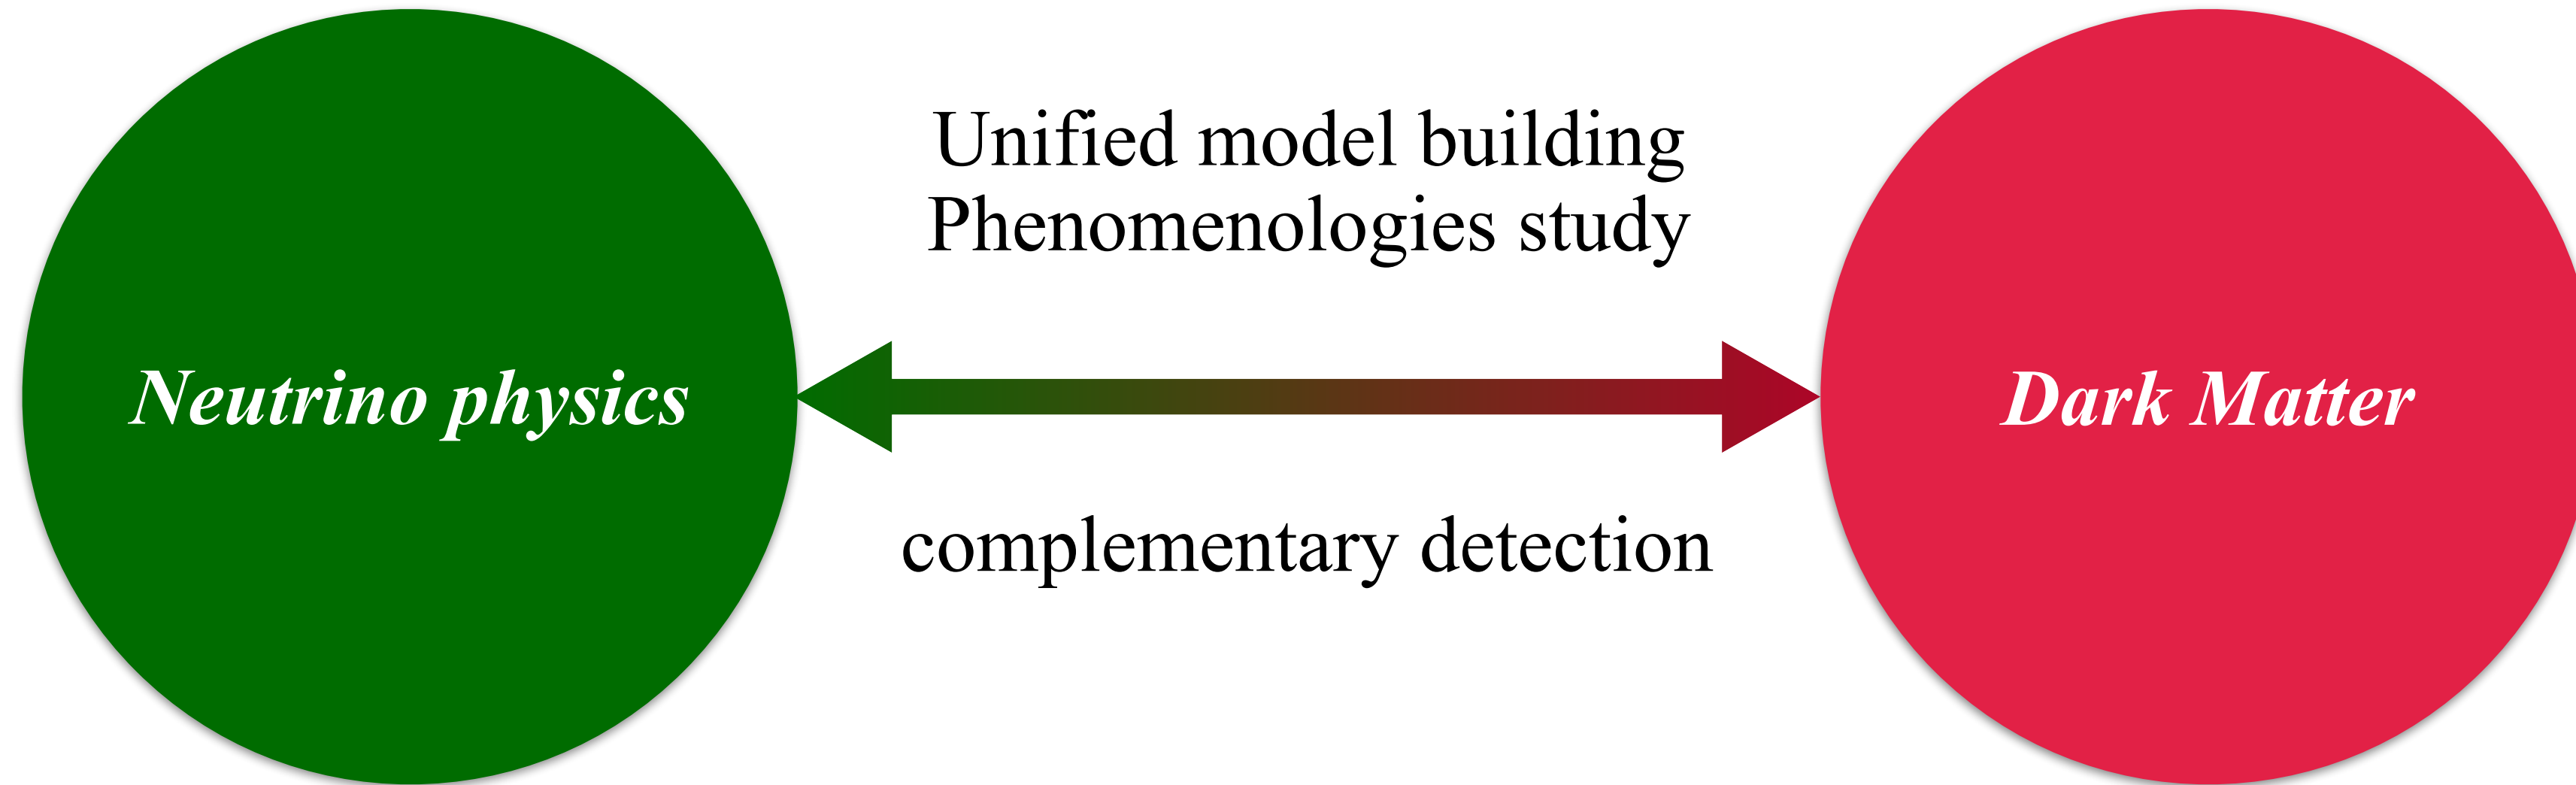 Neutrino physics
Unified model building
Phenomenologies study
complementary detection
Dark Matter